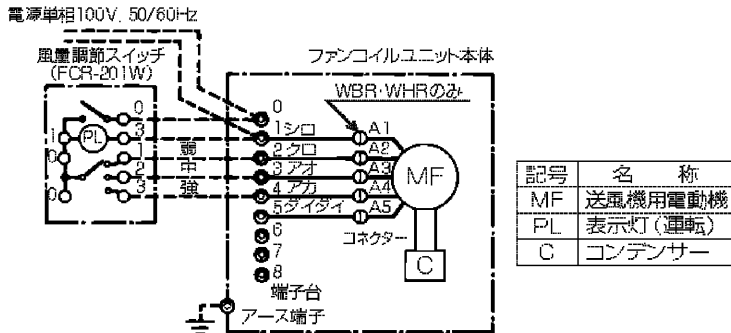 電源単相100V, 50/60Hz
風量調節スイッチ
(FCR-201W)
ファンコイルユニット本体
WBR・WHRのみ
0
PL
3
1
0
1
弱
2
中
0
3
強
0
1シロ
A1
2クロ
A2
3アオ
A3
4アカ
A4
5ダイダイ
A5
6
7
8
端子台
コネクター
MF
C
アース端子
記号 名 称
MF 送風機用電動機
PL 表示灯(運転)
C コンデンサー